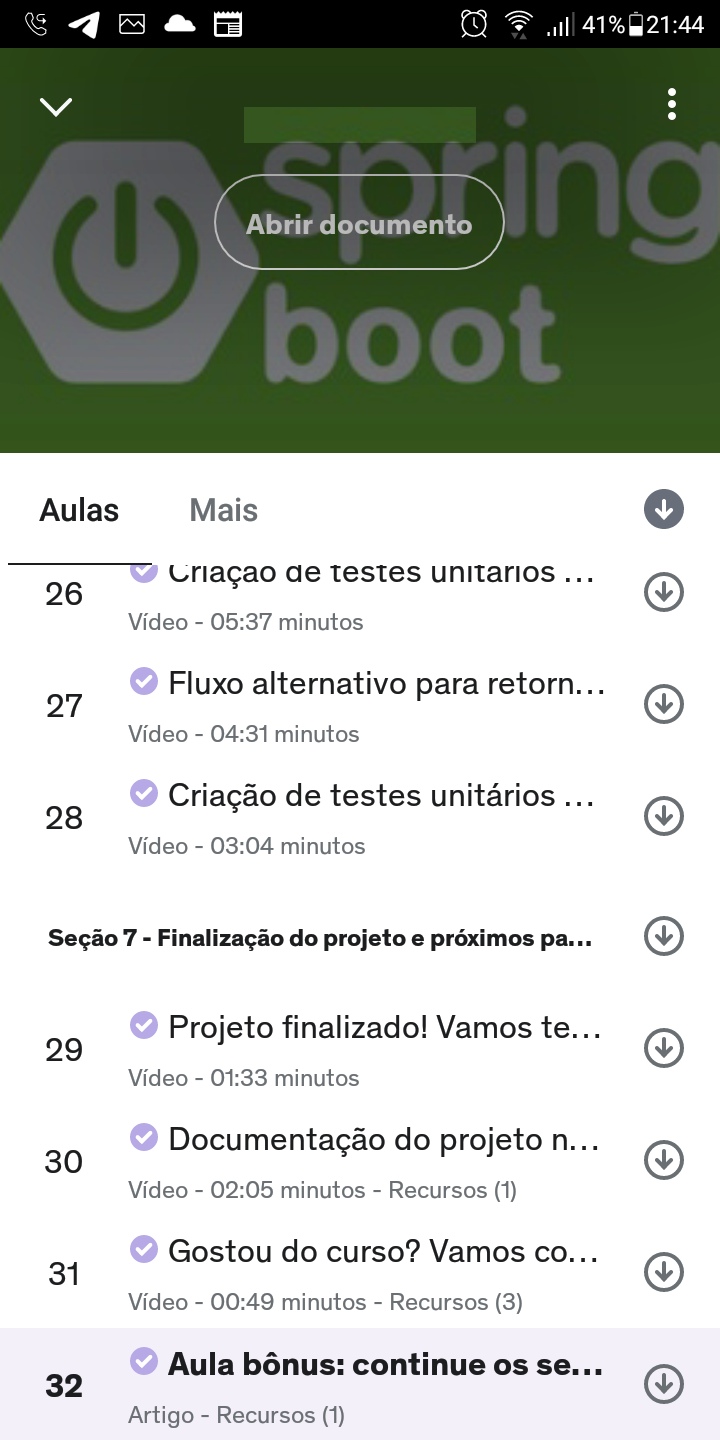 41% 21:44
spring
boot
Abrir documento
Aulas Mais
26 Criação de testes unitários ...
Vídeo - 05:37 minutos
27 Fluxo alternativo para retorn...
Vídeo - 04:31 minutos
28 Criação de testes unitários ...
Vídeo - 03:04 minutos
Seção 7 - Finalização do projeto e próximos pa...
29 Projeto finalizado! Vamos te...
Vídeo - 01:33 minutos
30 Documentação do projeto n...
Vídeo - 02:05 minutos - Recursos (1)
31 Gostou do curso? Vamos co...
Vídeo - 00:49 minutos - Recursos (3)
32 Aula bônus: continue os se...
Artigo - Recursos (1)